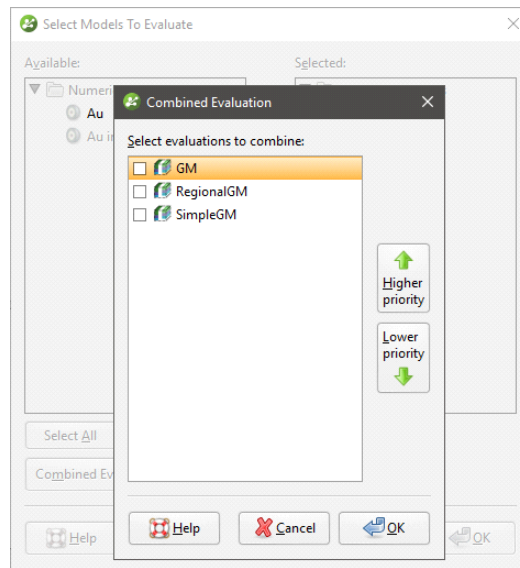 Select Models To Evaluate
Available:
Selected:
Numeri
Combined Evaluation
Au
Au i
Select evaluations to combine:
GM
RegionalGM
SimpleGM
Higher
priority
Lower
priority
Select All
Combined Ev
Help
Cancel
OK
Help
OK